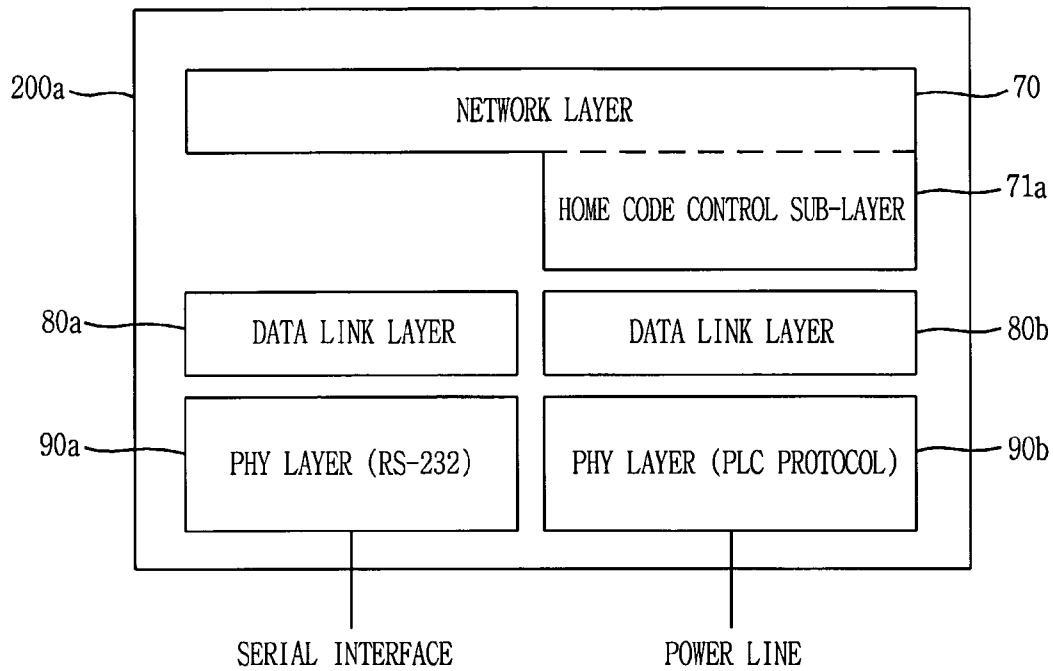 200a
70
NETWORK LAYER
71a
HOME CODE CONTROL SUB-LAYER
80a
DATA LINK LAYER
DATA LINK LAYER
80b
90a
PHY LAYER (RS-232)
PHY LAYER (PLC PROTOCOL)
90b
SERIAL INTERFACE
POWER LINE